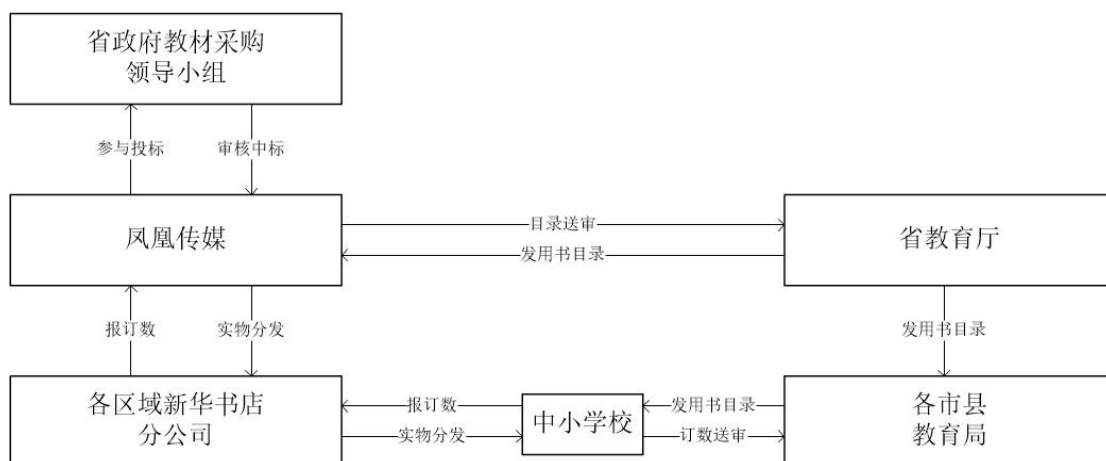 省政府教材采购
领导小组
参与投标
审核中标
凤凰传媒
目录送审
发用书目录
省教育厅
报订数
实物分发
发用书目录
各区域新华书店
分公司
报订数
实物分发
中小学校
发用书目录
订数送审
各市县
教育局